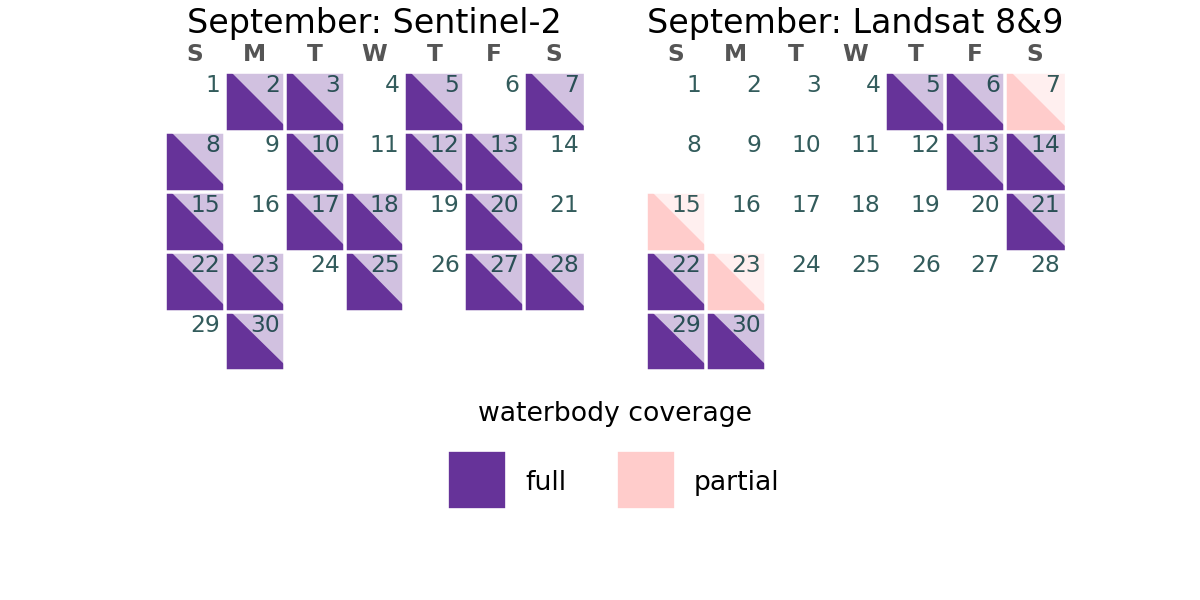 September: Sentinel-2
S M T W T F S
1 2 3 4 5 6 7
8 9 10 11 12 13 14
15 16 17 18 19 20 21
22 23 24 25 26 27 28
29 30
September: Landsat 8&9
S M T W T F S
1 2 3 4 5 6 7
8 9 10 11 12 13 14
15 16 17 18 19 20 21
22 23 24 25 26 27 28
29 30
waterbody coverage
full partial